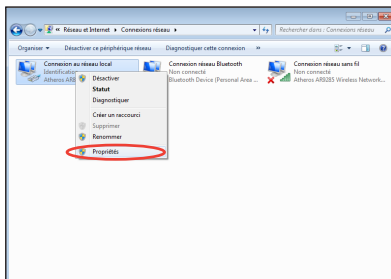 « Réseau et Internet ▸ Connexions réseau ▸
Rechercher dans : Connexions réseau
Organiser ▾ Désactiver ce périphérique réseau Diagnostiquer cette connexion »
Connexion au réseau local
Identification
Atheros AR8
Connexion réseau Bluetooth
Non connecté
Bluetooth Device (Personal Area ...
Connexion réseau sans fil
Non connecté
Atheros AR9285 Wireless Network...
Désactiver
Statut
Diagnostiquer
Créer un raccourci
Supprimer
Renommer
Propriétés